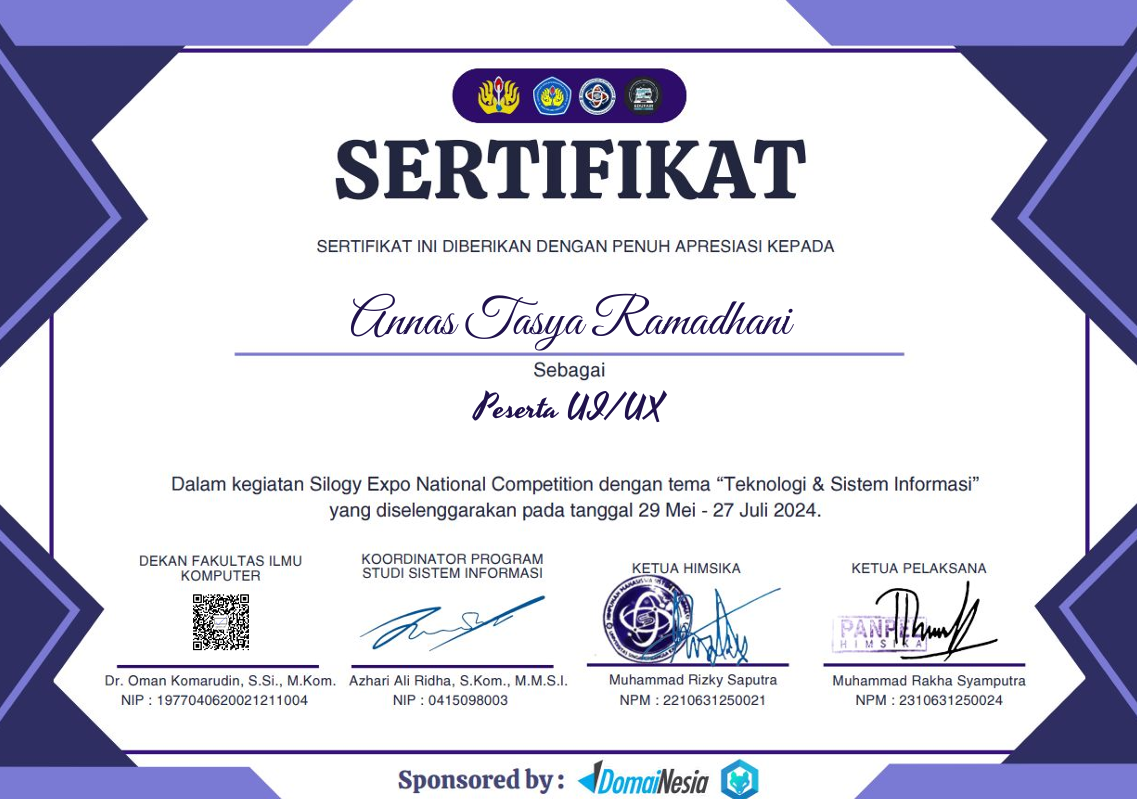 EDUFAIR
SERTIFIKAT
SERTIFIKAT INI DIBERIKAN DENGAN PENUH APRESIASI KEPADA
Annas Tasya Ramadhani
Sebagai
Peserta UI/UX
Dalam kegiatan Silogy Expo National Competition dengan tema “Teknologi & Sistem Informasi”
yang diselenggarakan pada tanggal 29 Mei - 27 Juli 2024.
DEKAN FAKULTAS ILMU
KOMPUTER
KOORDINATOR PROGRAM
STUDI SISTEM INFORMASI
KETUA HIMSIKA
KETUA PELAKSANA
HIMSIKA
Dr. Oman Komarudin, S.Si., M.Kom.
NIP : 1977040620021211004
Azhari Ali Ridha, S.Kom., M.M.S.I.
NIP : 0415098003
Muhammad Rizky Saputra
NPM : 2210631250021
Muhammad Rakha Syamputra
NPM : 2310631250024
Sponsored by :
DomaiNesia